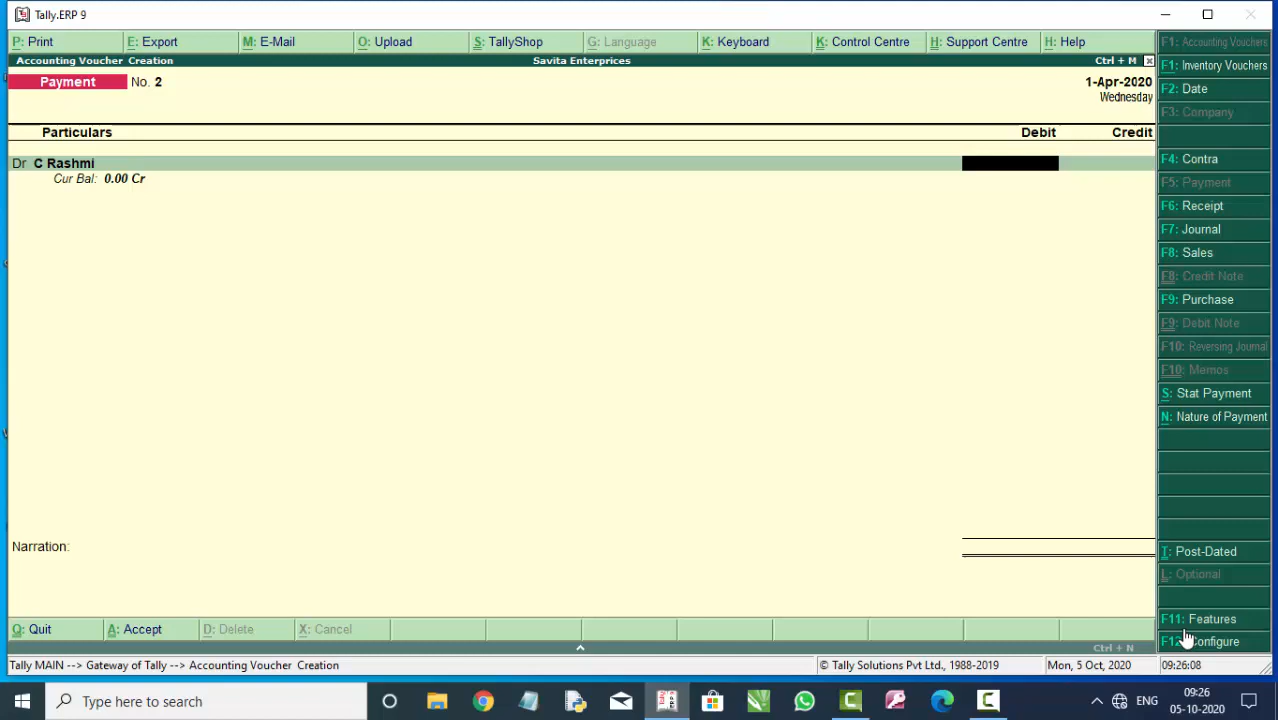 Tally.ERP 9
P: Print E: Export M: E-Mail O: Upload S: TallyShop G: Language K: Keyboard K: Control Centre H: Support Centre H: Help
Accounting Voucher Creation Savita Enterprises Ctrl + M
Payment No. 2 1-Apr-2020
Wednesday
Particulars Debit Credit
Dr C Rashmi
Cur Bal: 0.00 Cr
Narration:
F1: Accounting Vouchers
F1: Inventory Vouchers
F2: Date
F3: Company
F4: Contra
F5: Payment
F6: Receipt
F7: Journal
F8: Sales
F8: Credit Note
F9: Purchase
F9: Debit Note
F10: Reversing Journal
F10: Memos
S: Stat Payment
N: Nature of Payment
T: Post-Dated
L: Optional
F11: Features
F12: Configure
Q: Quit A: Accept D: Delete X: Cancel
Ctrl + N
Tally MAIN --> Gateway of Tally --> Accounting Voucher Creation © Tally Solutions Pvt Ltd., 1988-2019 Mon, 5 Oct, 2020 09:26:08
Type here to search ENG 09:26
05-10-2020